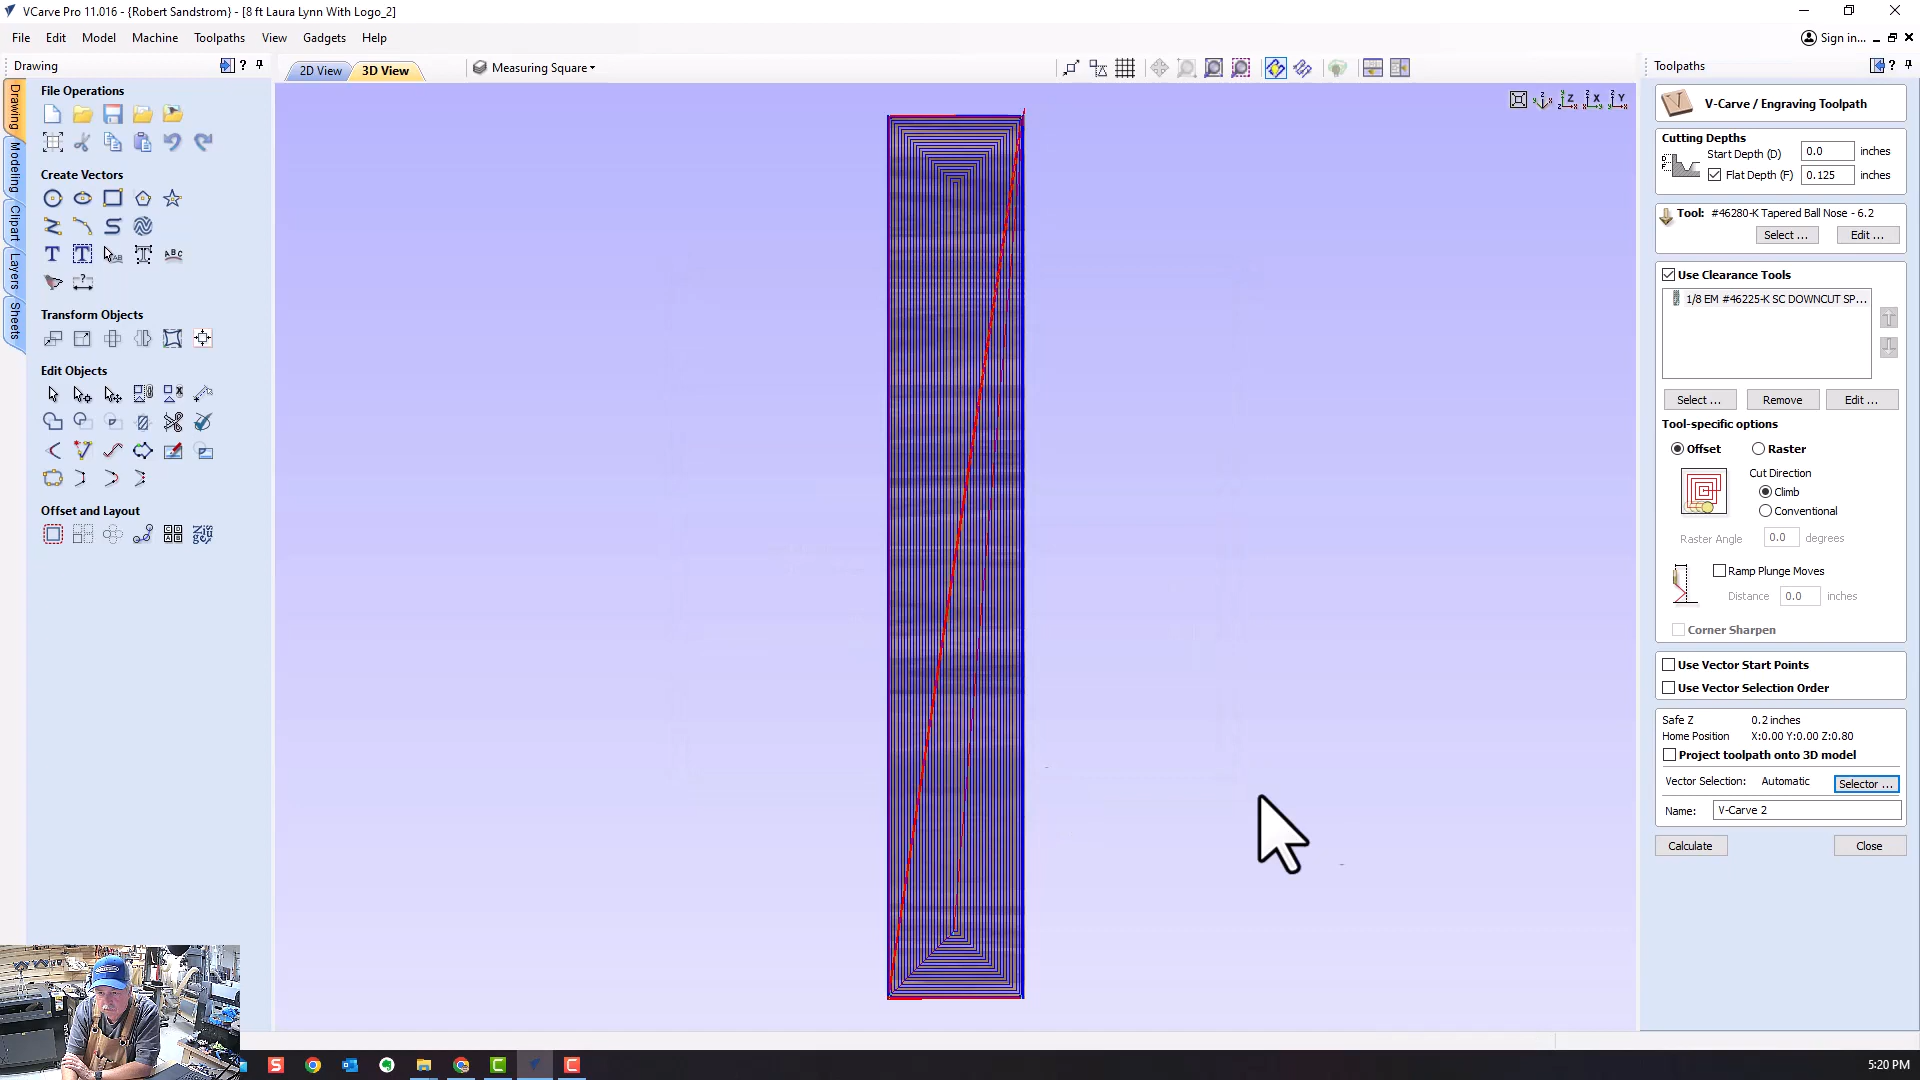 VCarve Pro 11.016 - {Robert Sandstrom} - [8 ft Laura Lynn With Logo_2]
File Edit Model Machine Toolpaths View Gadgets Help
Sign in...
Drawing
2D View
3D View
Measuring Square
Toolpaths
Drawing
Modeling
Clipart
Layers
Sheets
File Operations
Create Vectors
Transform Objects
Edit Objects
Offset and Layout
V-Carve / Engraving Toolpath
Cutting Depths
Start Depth (D) 0.0 inches
Flat Depth (F) 0.125 inches
Tool: #46280-K Tapered Ball Nose - 6.2
Select ... Edit ...
Use Clearance Tools
1/8 EM #46225-K SC DOWNCUT SP...
Select ... Remove Edit ...
Tool-specific options
Offset Raster
Cut Direction
Climb
Conventional
Raster Angle 0.0 degrees
Ramp Plunge Moves
Distance 0.0 inches
Corner Sharpen
Use Vector Start Points
Use Vector Selection Order
Safe Z 0.2 inches
Home Position X:0.00 Y:0.00 Z:0.80
Project toolpath onto 3D model
Vector Selection: Automatic Selector ...
Name: V-Carve 2
Calculate Close
5:20 PM